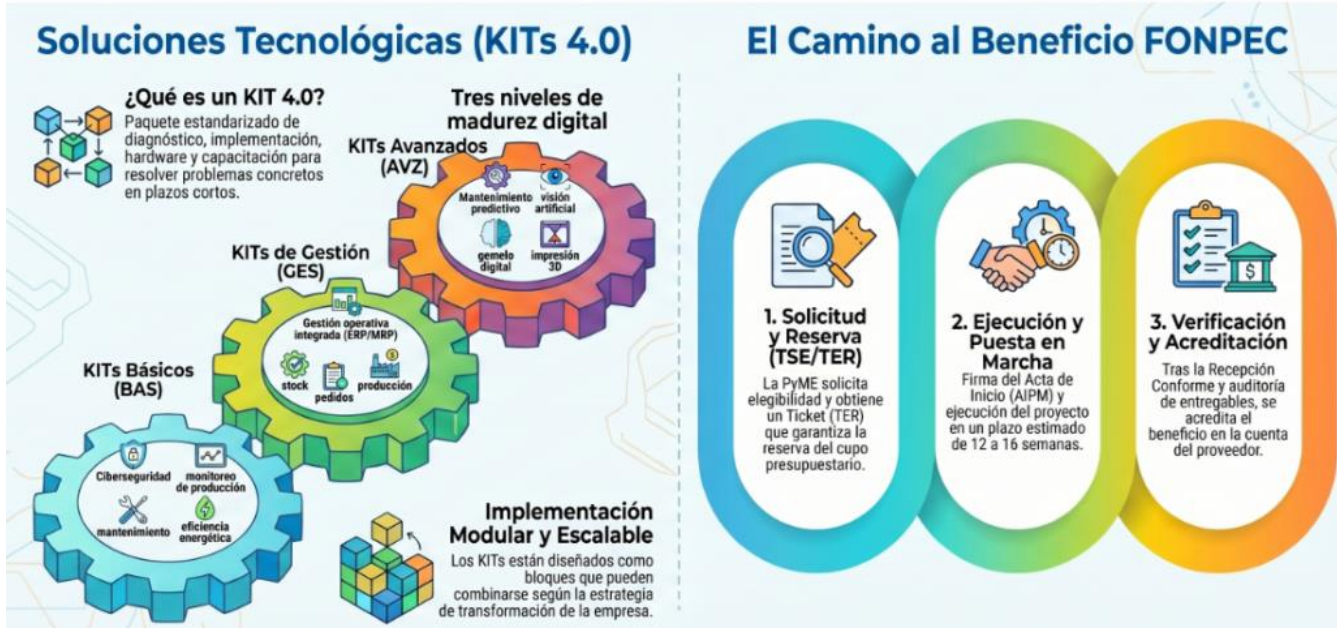 Soluciones Tecnológicas (KITs 4.0)
¿Qué es un KIT 4.0?
Paquete estandarizado de
diagnóstico, implementación,
hardware y capacitación para
resolver problemas concretos
en plazos cortos.
Tres niveles de
madurez digital
KITs Avanzados
(AVZ)
Mantenimiento
predictivo
visión
artificial
gemelo
digital
impresión
3D
KITs de Gestión
(GES)
Gestión operativa
integrada (ERP/MRP)
stock
pedidos
producción
KITs Básicos
(BAS)
Ciberseguridad
monitoreo
de producción
mantenimiento
eficiencia
energética
Implementación
Modular y Escalable
Los KITs están diseñados como
bloques que pueden
combinarse según la estrategia
de transformación de la empresa.
El Camino al Beneficio FONPEC
1. Solicitud
y Reserva
(TSE/TER)
La PyME solicita
elegibilidad y obtiene
un Ticket (TER)
que garantiza la
reserva del cupo
presupuestario.
2. Ejecución y
Puesta en
Marcha
Firma del Acta de
Inicio (AIPM) y
ejecución del proyecto
en un plazo estimado
de 12 a 16 semanas.
3. Verificación
y Acreditación
Tras la Recepción
Conforme y auditoría
de entregables, se
acredita el
beneficio en la cuenta
del proveedor.